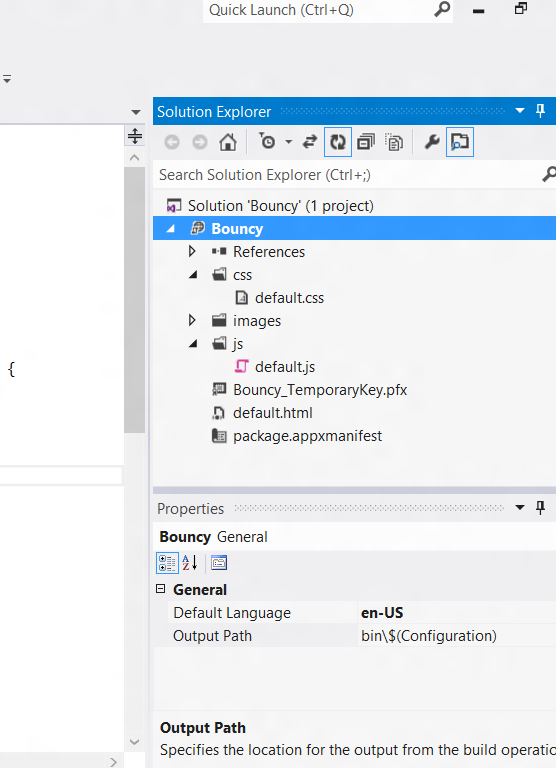 Quick Launch (Ctrl+Q)
Solution Explorer
Search Solution Explorer (Ctrl+;)
Solution 'Bouncy' (1 project)
Bouncy
References
css
default.css
images
js
default.js
{
Bouncy_TemporaryKey.pfx
default.html
package.appxmanifest
Properties
Bouncy General
General
Default Language en-US
Output Path bin\$(Configuration)
Output Path
Specifies the location for the output from the build operatio